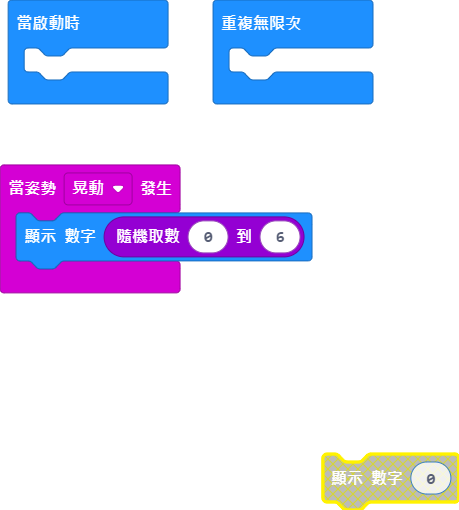 當啟動時
重複無限次
當姿勢 晃動 發生
顯示 數字 隨機取數 0 到 6
顯示 數字 0